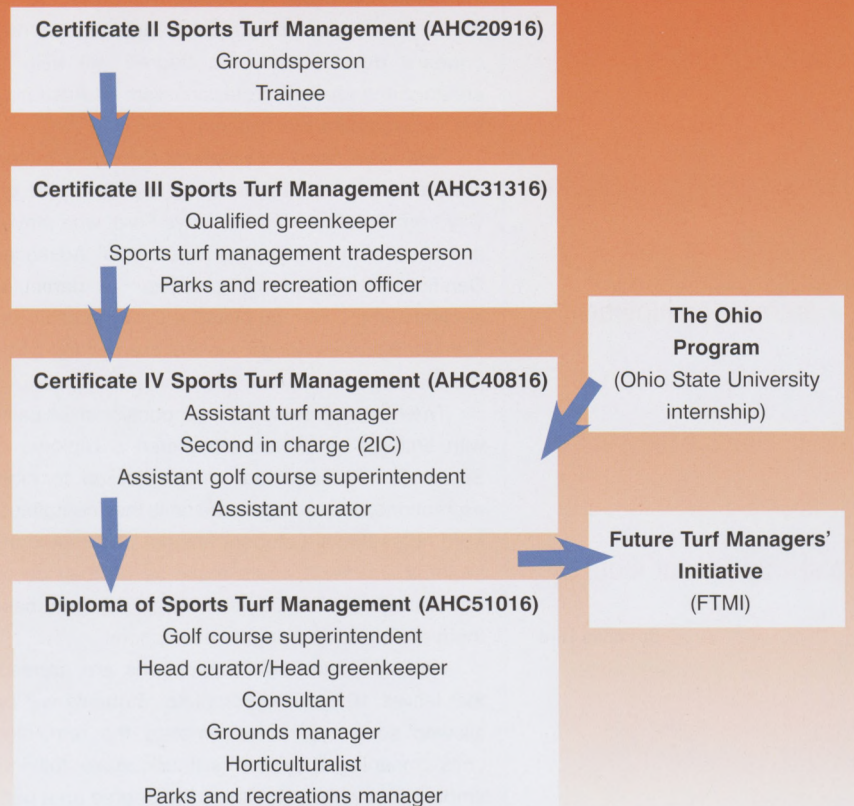 Certificate II Sports Turf Management (AHC20916)
Groundsperson
Trainee
Certificate III Sports Turf Management (AHC31316)
Qualified greenkeeper
Sports turf management tradesperson
Parks and recreation officer
Certificate IV Sports Turf Management (AHC40816)
Assistant turf manager
Second in charge (2IC)
Assistant golf course superintendent
Assistant curator
The Ohio
Program
(Ohio State University
internship)
Future Turf Managers'
Initiative
(FTMI)
Diploma of Sports Turf Management (AHC51016)
Golf course superintendent
Head curator/Head greenkeeper
Consultant
Grounds manager
Horticulturalist
Parks and recreations manager